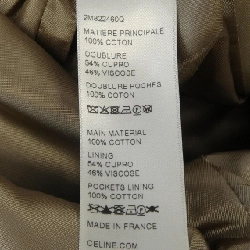 MATIERE PRINCIPALE
100% COTON
DOUBLURE
54% CUPRO
46% VISCOSE
DOUBLURE POCHES
100% COTON
MAIN MATERIAL
100% COTTON
LINING
54% CUPRO
46% VISCOSE
POCKETS LINING
100% COTTON
MADE IN FRANCE
CELINE.COM